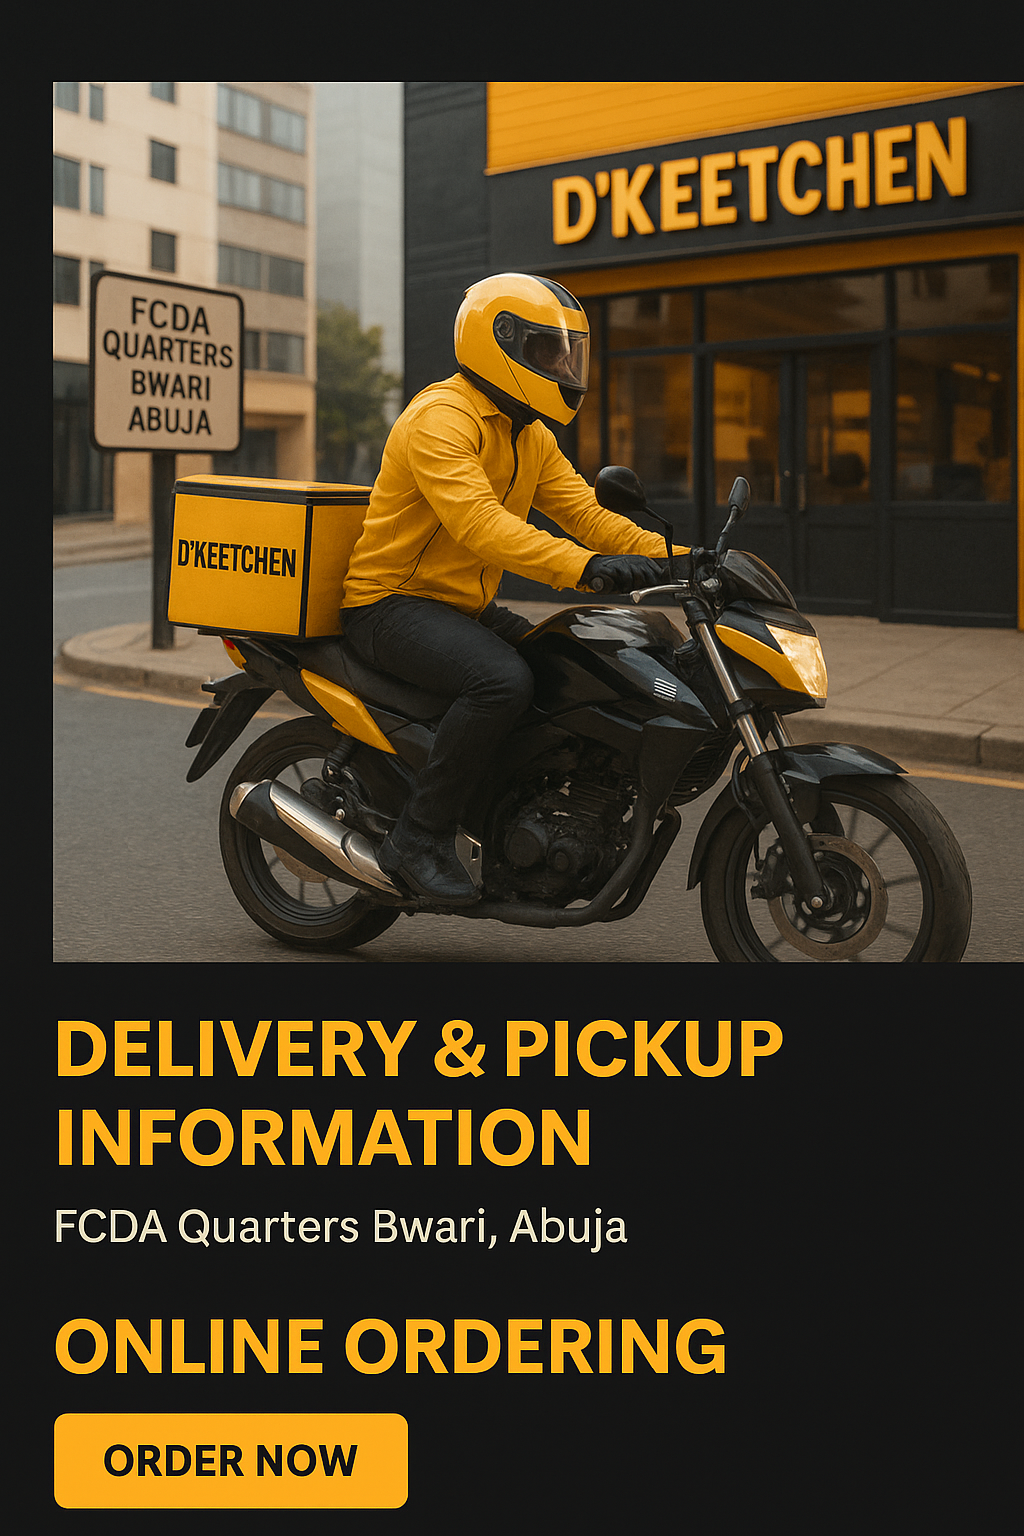 D'KEETCHEN
FCDA
QUARTERS
BWARI
ABUJA
D'KEETCHEN
DELIVERY & PICKUP
INFORMATION
FCDA Quarters Bwari, Abuja
ONLINE ORDERING
ORDER NOW